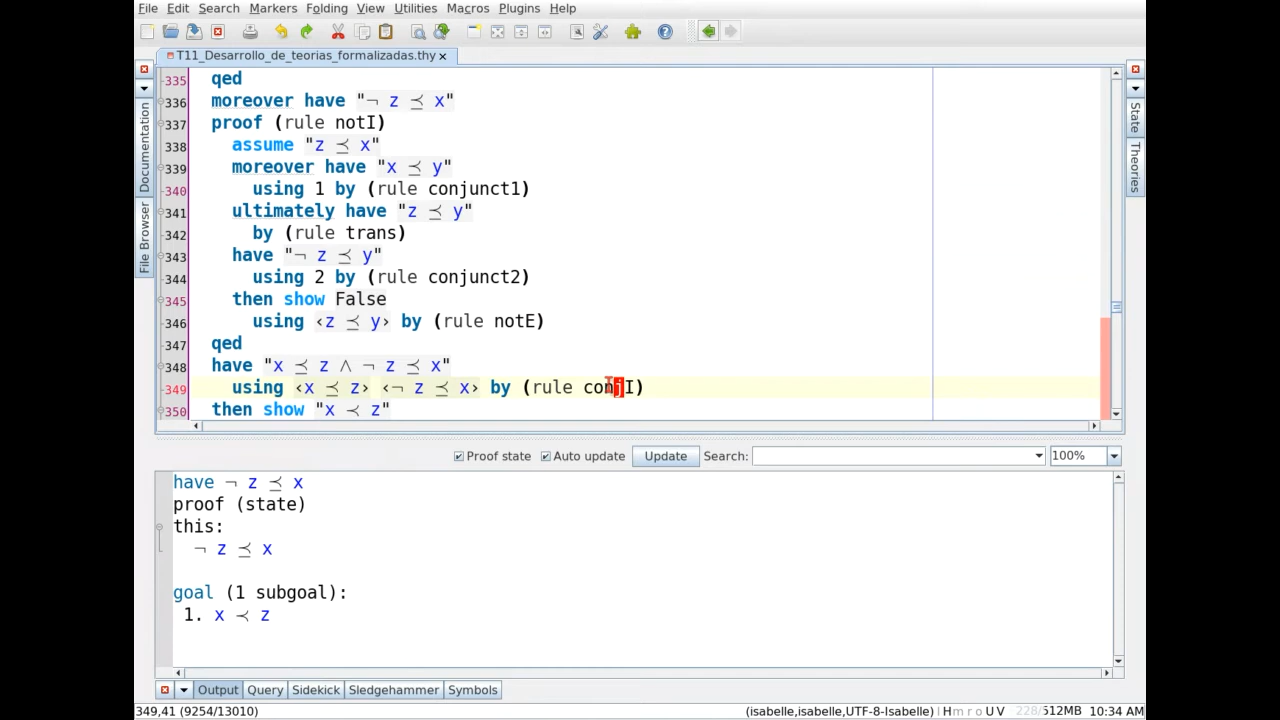 File Edit Search Markers Folding View Utilities Macros Plugins Help
T11_Desarrollo_de_teorias_formalizadas.thy
335 qed
336 moreover have "¬ z ⪯ x"
337 proof (rule notI)
338 assume "z ⪯ x"
339 moreover have "x ⪯ y"
340 using 1 by (rule conjunct1)
341 ultimately have "z ⪯ y"
342 by (rule trans)
343 have "¬ z ⪯ y"
344 using 2 by (rule conjunct2)
345 then show False
346 using ‹z ⪯ y› by (rule notE)
347 qed
348 have "x ⪯ z ∧ ¬ z ⪯ x"
349 using ‹x ⪯ z› ‹¬ z ⪯ x› by (rule conjI)
350 then show "x ≺ z"
Documentation
File Browser
State
Theories
Proof state Auto update Update Search: 100%
have ¬ z ⪯ x
proof (state)
this:
¬ z ⪯ x
goal (1 subgoal):
1. x ≺ z
Output Query Sidekick Sledgehammer Symbols
349,41 (9254/13010) (isabelle,isabelle,UTF-8-Isabelle) H m r o U V 228/512MB 10:34 AM